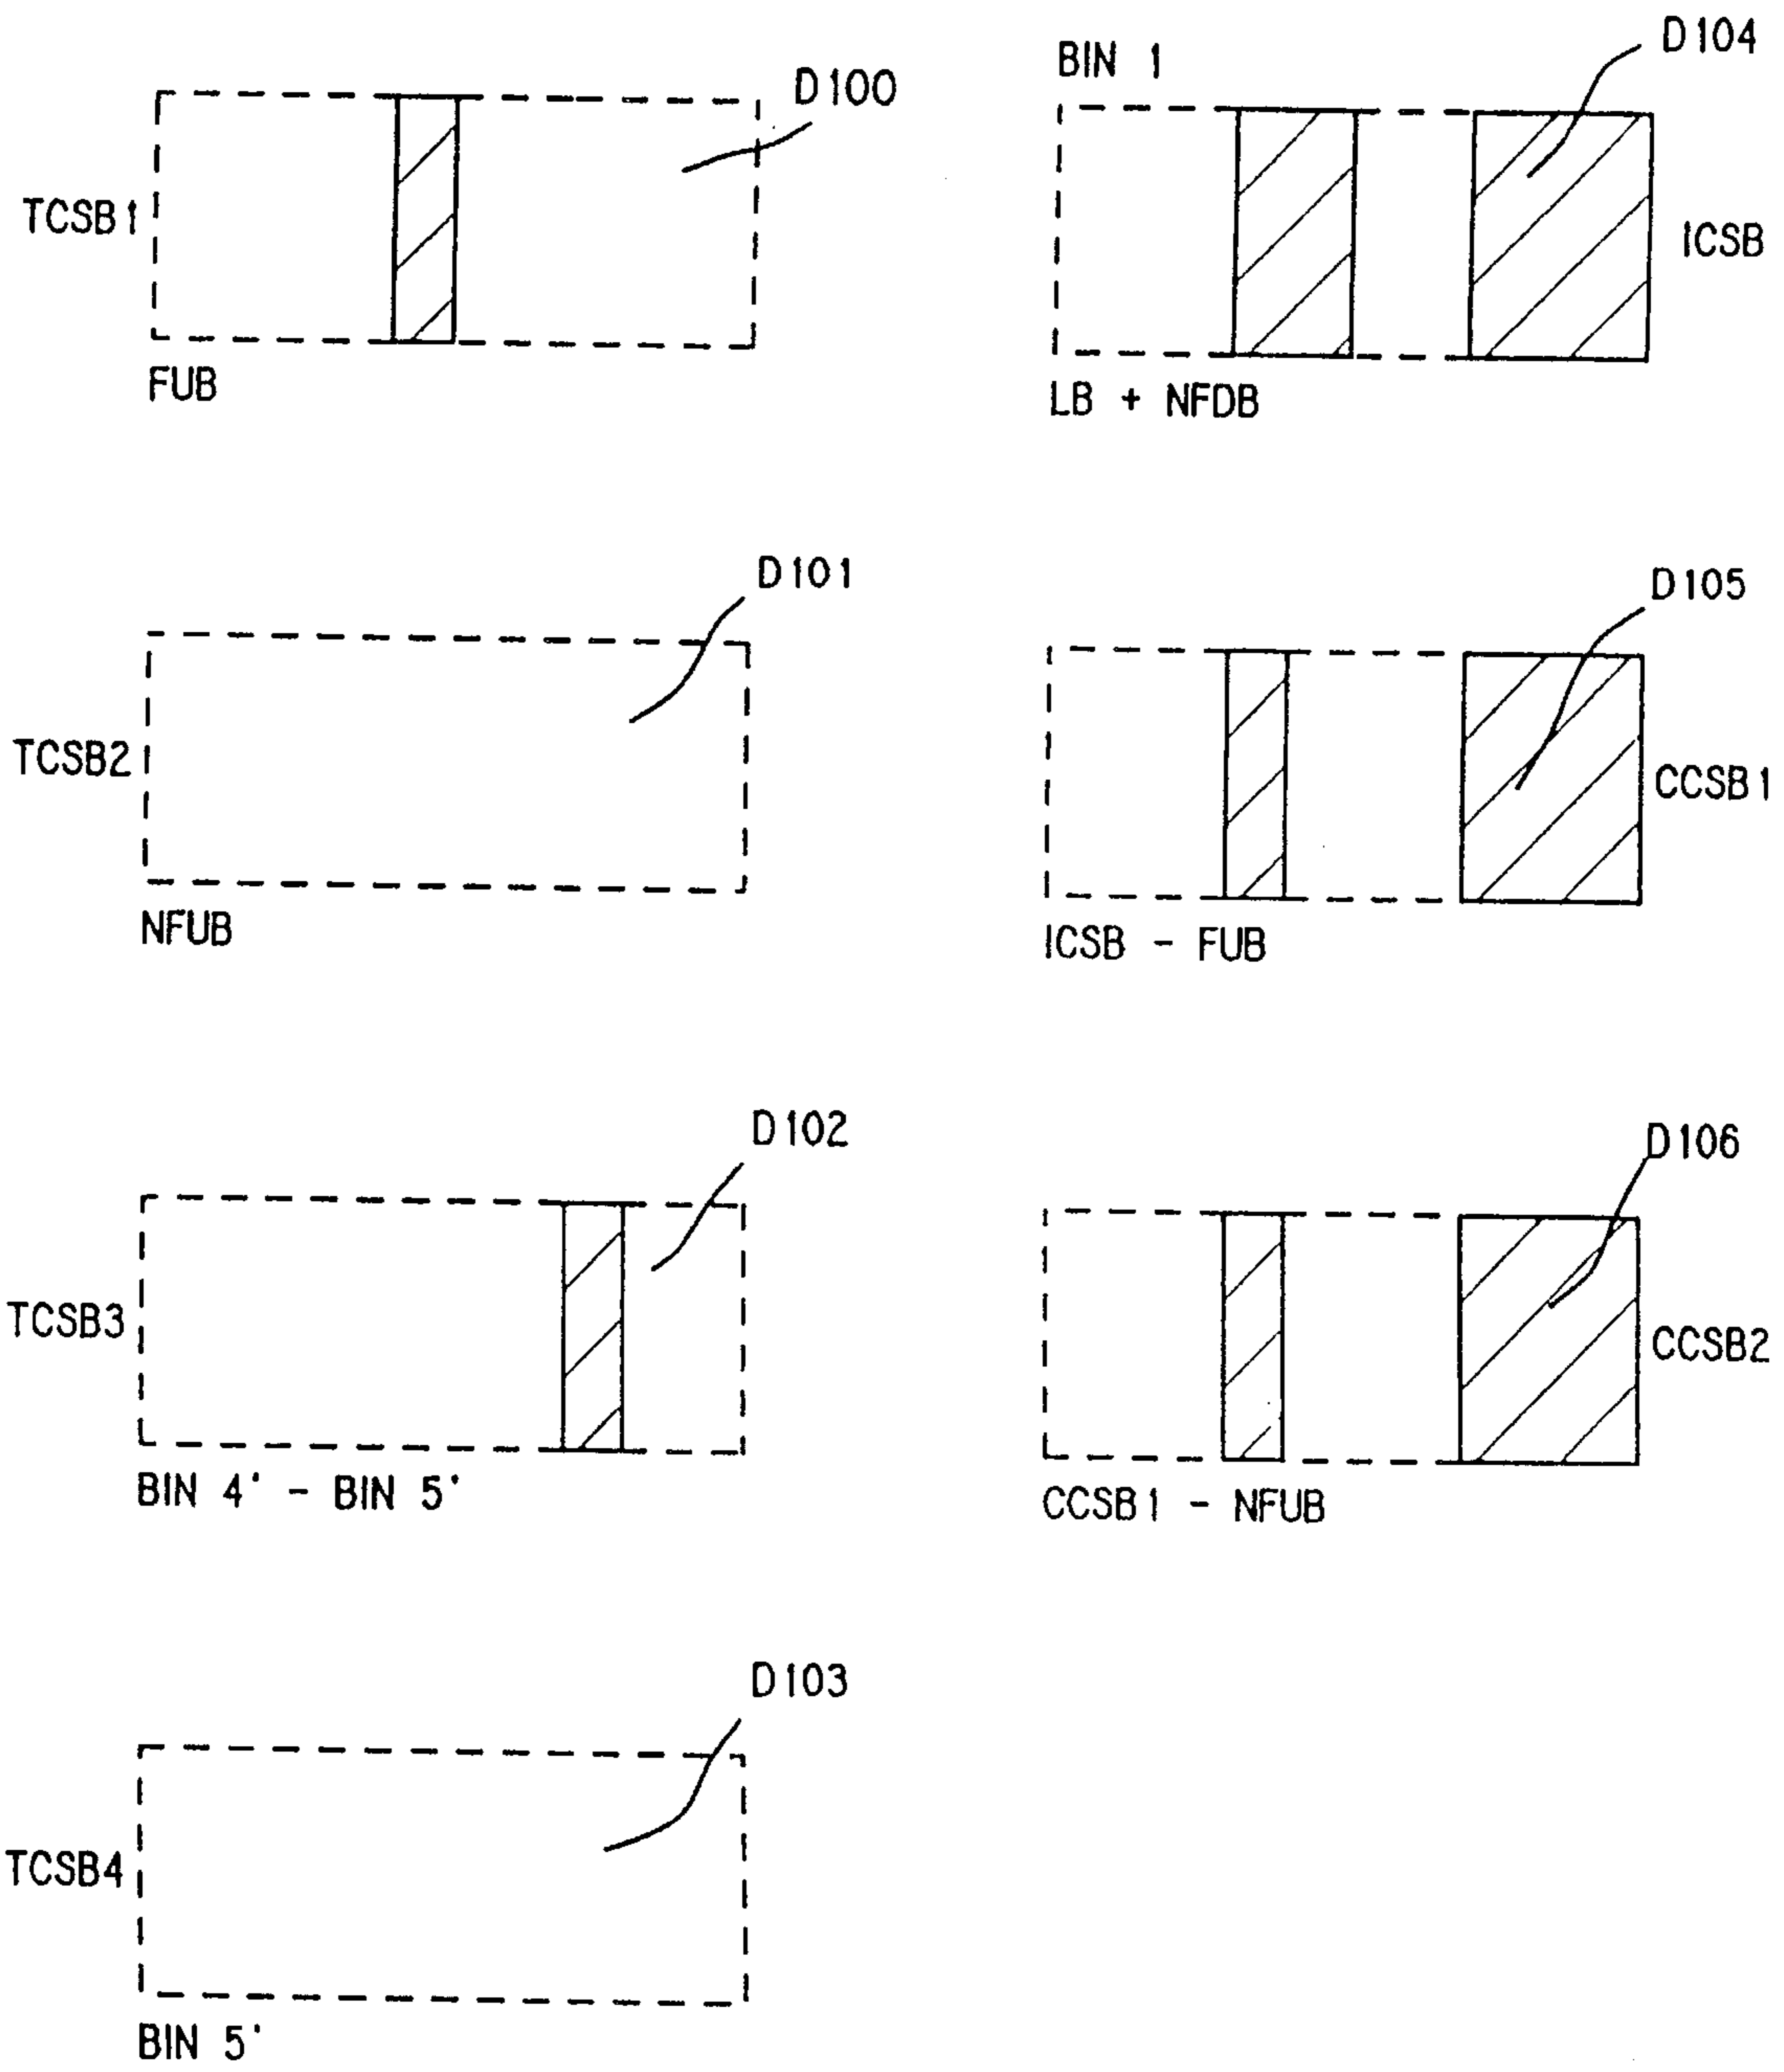 D100
TCSB1
FUB
BIN 1
D104
ICSB
LB + NFDB
D101
TCSB2
NFUB
D105
CCSB1
ICSB - FUB
D102
TCSB3
BIN 4' - BIN 5'
D106
CCSB2
CCSB1 - NFUB
D103
TCSB4
BIN 5'